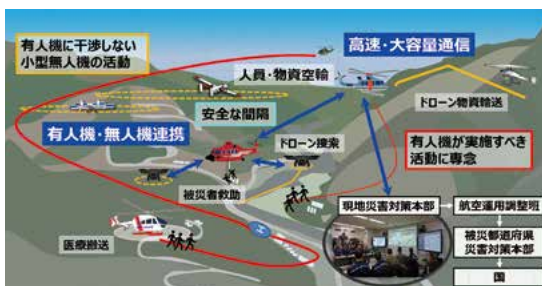 有人機に干渉しない
小型無人機の活動
高速・大容量通信
人員・物資空輸
ドローン物資輸送
安全な間隔
有人機・無人機連携
ドローン捜索
有人機が実施すべき
活動に専念
被災者救助
現地災害対策本部
航空運用調整班
被災都道府県
災害対策本部
国
医療搬送
H